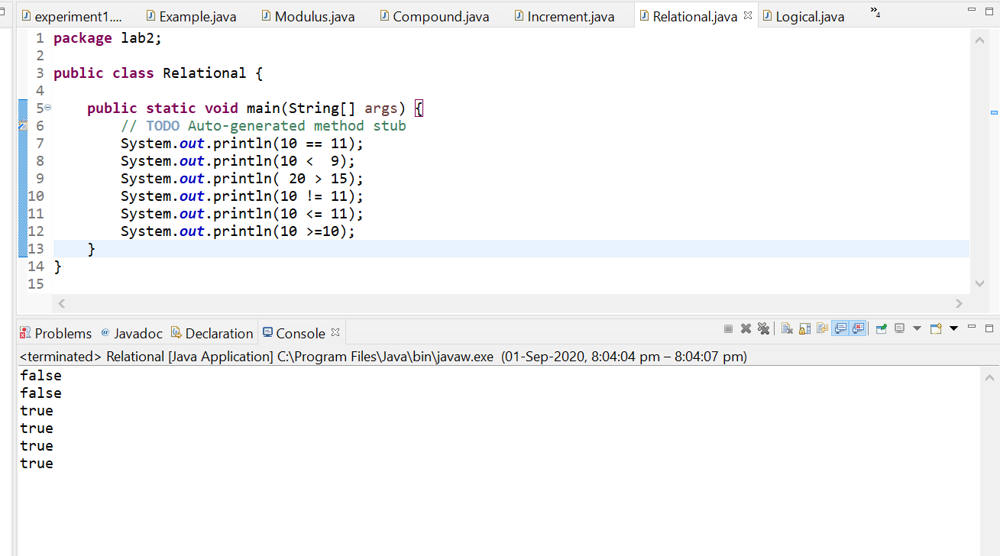 experiment1.... Example.java Modulus.java Compound.java Increment.java Relational.java Logical.java »4
1 package lab2;
2
3 public class Relational {
4
5 public static void main(String[] args) {
6 // TODO Auto-generated method stub
7 System.out.println(10 == 11);
8 System.out.println(10 <  9);
9 System.out.println( 20 > 15);
10 System.out.println(10 != 11);
11 System.out.println(10 <= 11);
12 System.out.println(10 >=10);
13 }
14 }
15
Problems @ Javadoc Declaration Console
<terminated> Relational [Java Application] C:\Program Files\Java\bin\javaw.exe (01-Sep-2020, 8:04:04 pm – 8:04:07 pm)
false
false
true
true
true
true